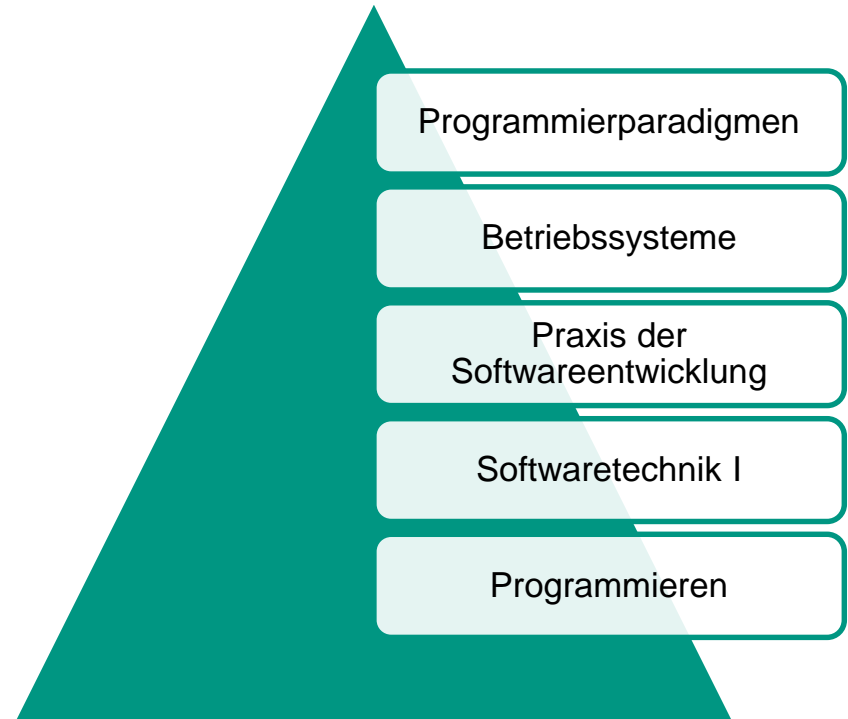 Programmierparadigmen
Betriebssysteme
Praxis der
Softwareentwicklung
Softwaretechnik I
Programmieren